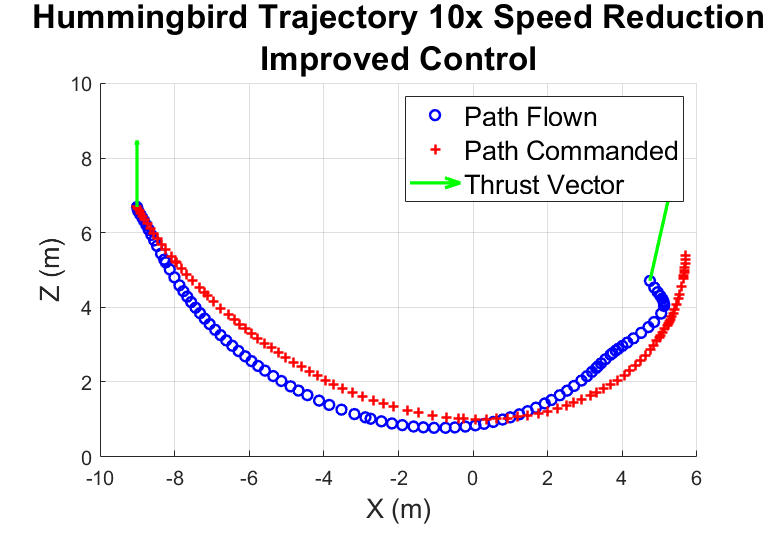 Hummingbird Trajectory 10x Speed Reduction
Improved Control
10
8
6
4
2
0
Z (m)
Path Flown
Path Commanded
Thrust Vector
-10 -8 -6 -4 -2 0 2 4 6
X (m)